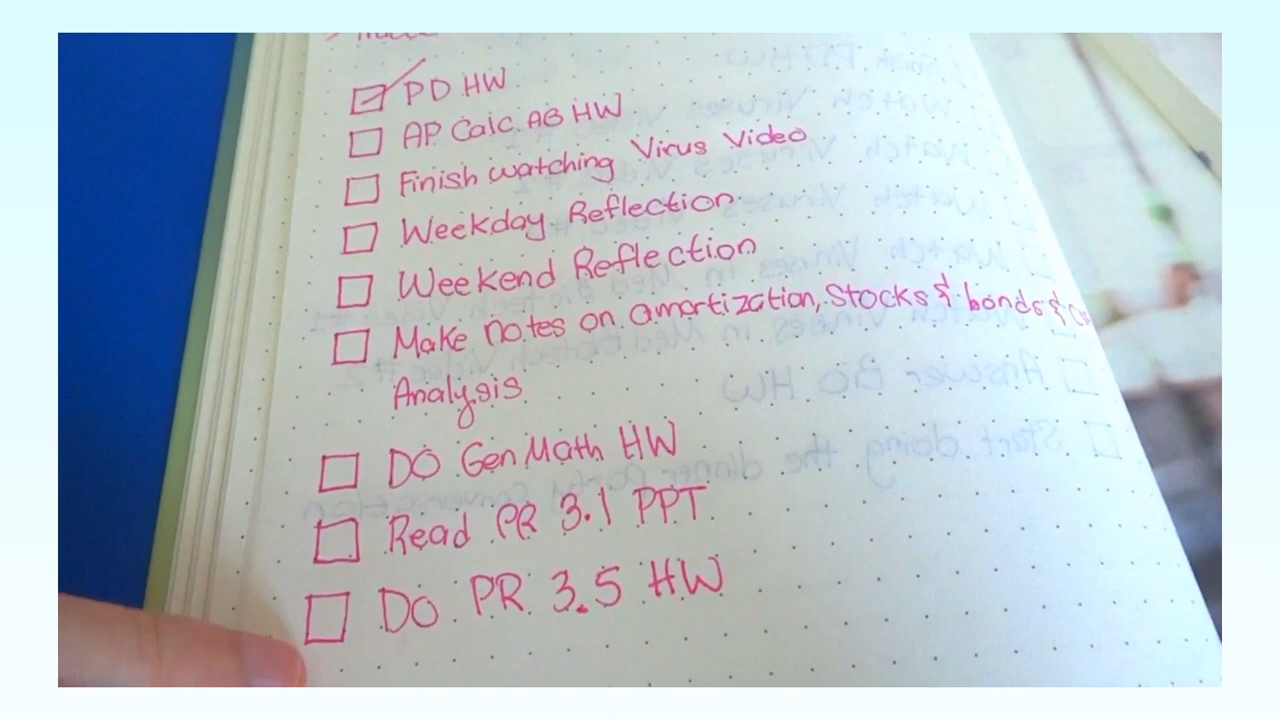 PD HW
AP Calc AB HW
Finish watching Virus Video
Weekday Reflection
Weekend Reflection
Make notes on amortization, Stocks & bonds &
Analysis
DO Gen Math HW
Read PR 3.1 PPT
DO PR 3.5 HW